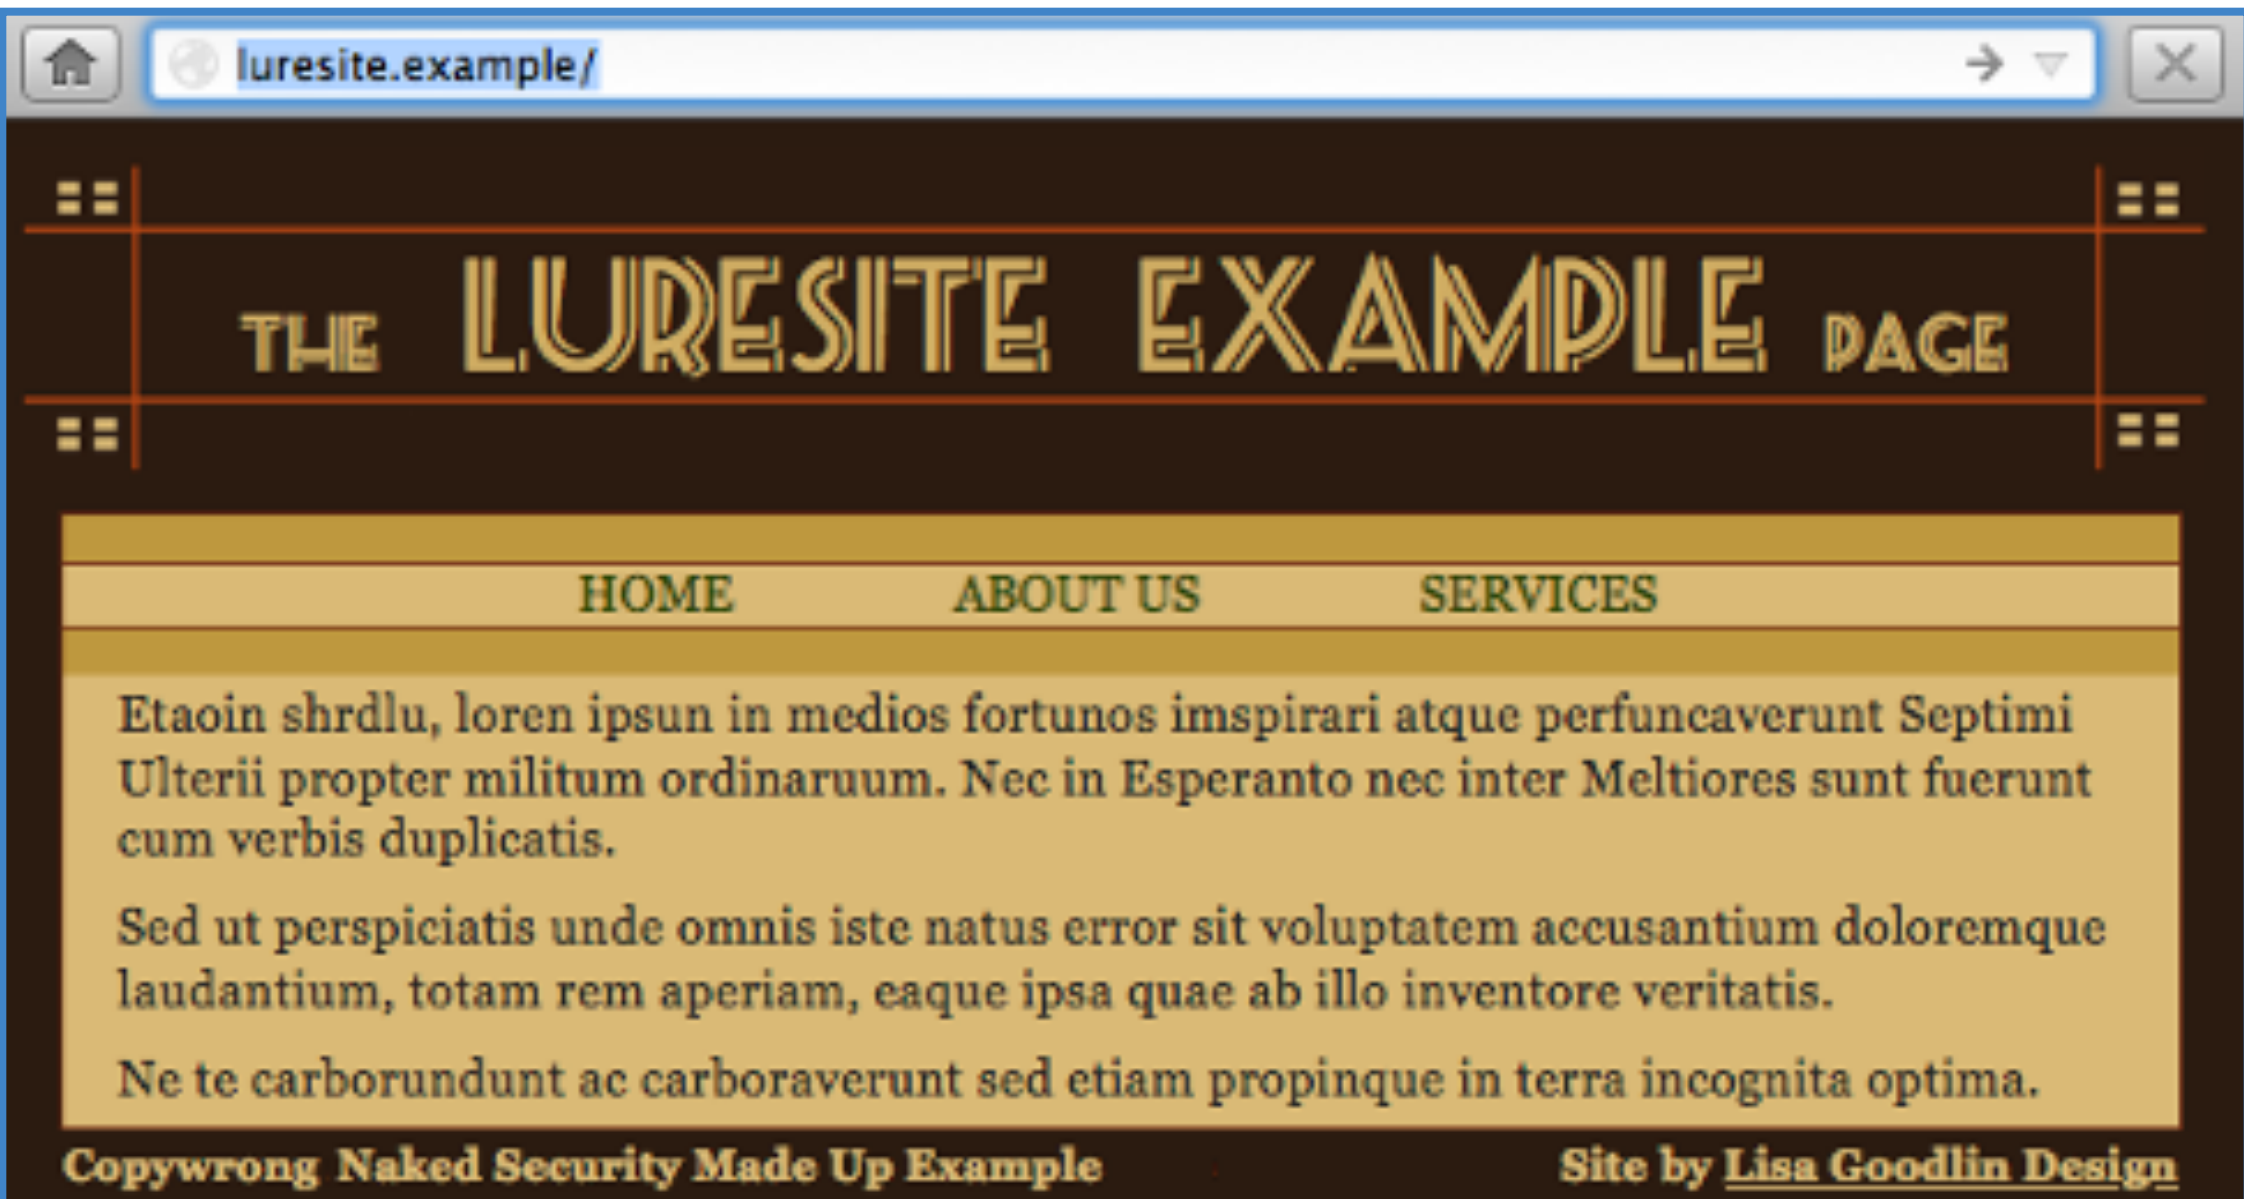 luresite.example/
THE LURESITE EXAMPLE PAGE
HOME ABOUT US SERVICES
Etaoin shrdlu, loren ipsun in medios fortunos imspirari atque perfuncaverunt Septimi
Ulterii propter militum ordinaruum. Nec in Esperanto nec inter Meltiores sunt fuerunt
cum verbis duplicatis.
Sed ut perspiciatis unde omnis iste natus error sit voluptatem accusantium doloremque
laudantium, totam rem aperiam, eaque ipsa quae ab illo inventore veritatis.
Ne te carborundunt ac carboraverunt sed etiam propinque in terra incognita optima.
Copywrong Naked Security Made Up Example Site by Lisa Goodlin Design